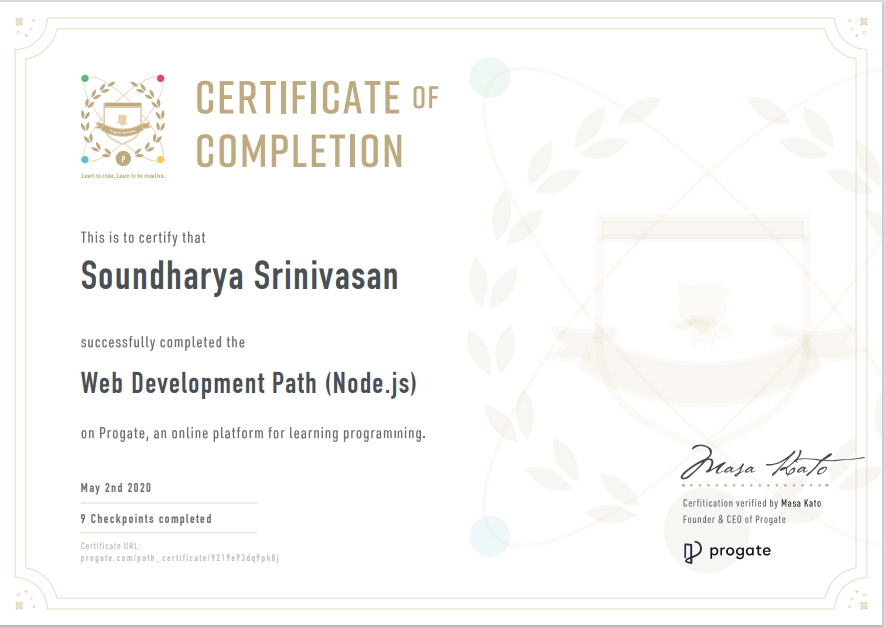 CERTIFICATE OF
COMPLETION
Learn to code. Learn to be creative.
This is to certify that
Soundharya Srinivasan
successfully completed the
Web Development Path (Node.js)
on Progate, an online platform for learning programming.
May 2nd 2020
9 Checkpoints completed
Certificate URL:
progate.com/path_certificate/9219e93dq9pk8j
Masa Kato
Cerfitication verified by Masa Kato
Founder & CEO of Progate
progate